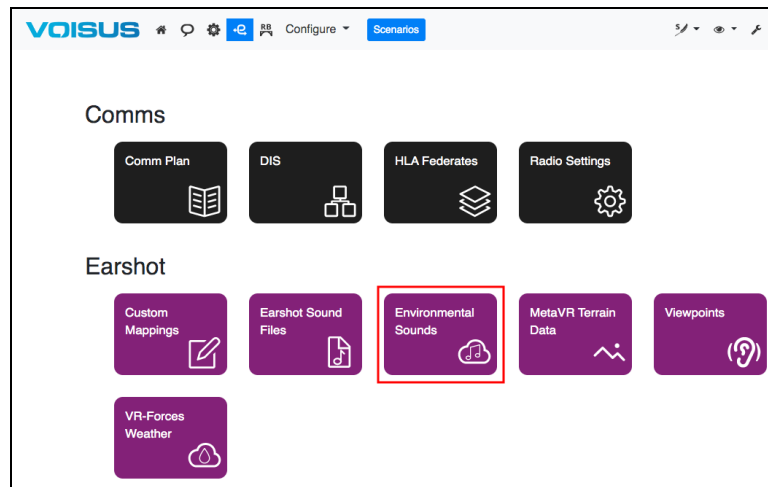 VOISUS RB Configure Scenarios
Comms
Comm Plan
DIS
HLA Federates
Radio Settings
Earshot
Custom
Mappings
Earshot Sound
Files
Environmental
Sounds
MetaVR Terrain
Data
Viewpoints
VR-Forces
Weather